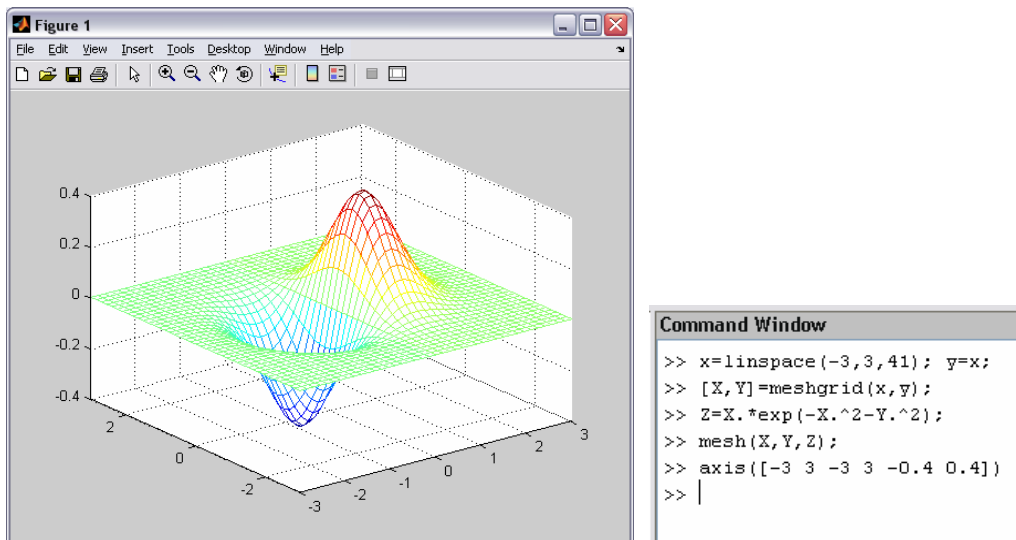 Figure 1
File Edit View Insert Tools Desktop Window Help
0.4
0.2
0
-0.2
-0.4
2
0
-2
-3
-2
-1
0
1
2
3
Command Window
>> x=linspace(-3,3,41); y=x;
>> [X,Y]=meshgrid(x,y);
>> Z=X.*exp(-X.^2-Y.^2);
>> mesh(X,Y,Z);
>> axis([-3 3 -3 3 -0.4 0.4])
>>